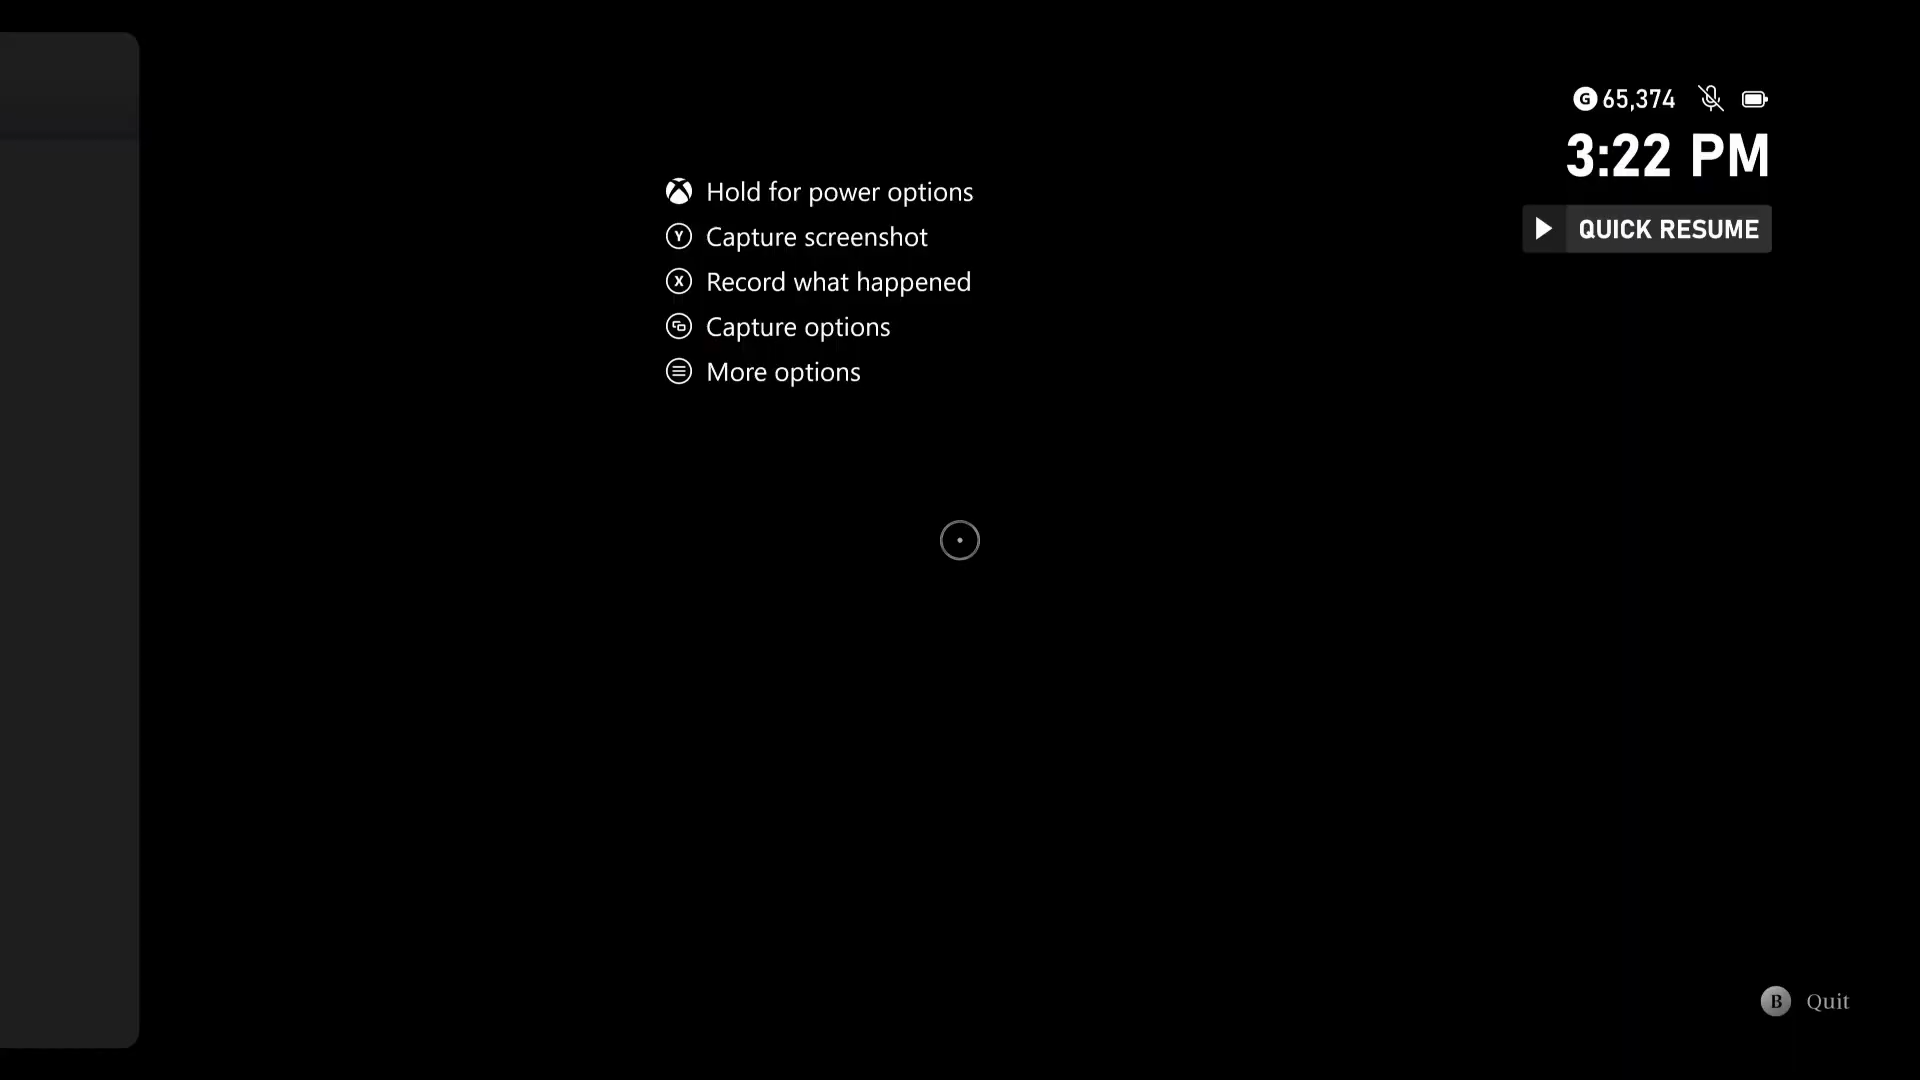 G 65,374
3:22 PM
QUICK RESUME
Hold for power options
Y Capture screenshot
X Record what happened
Capture options
More options
B Quit